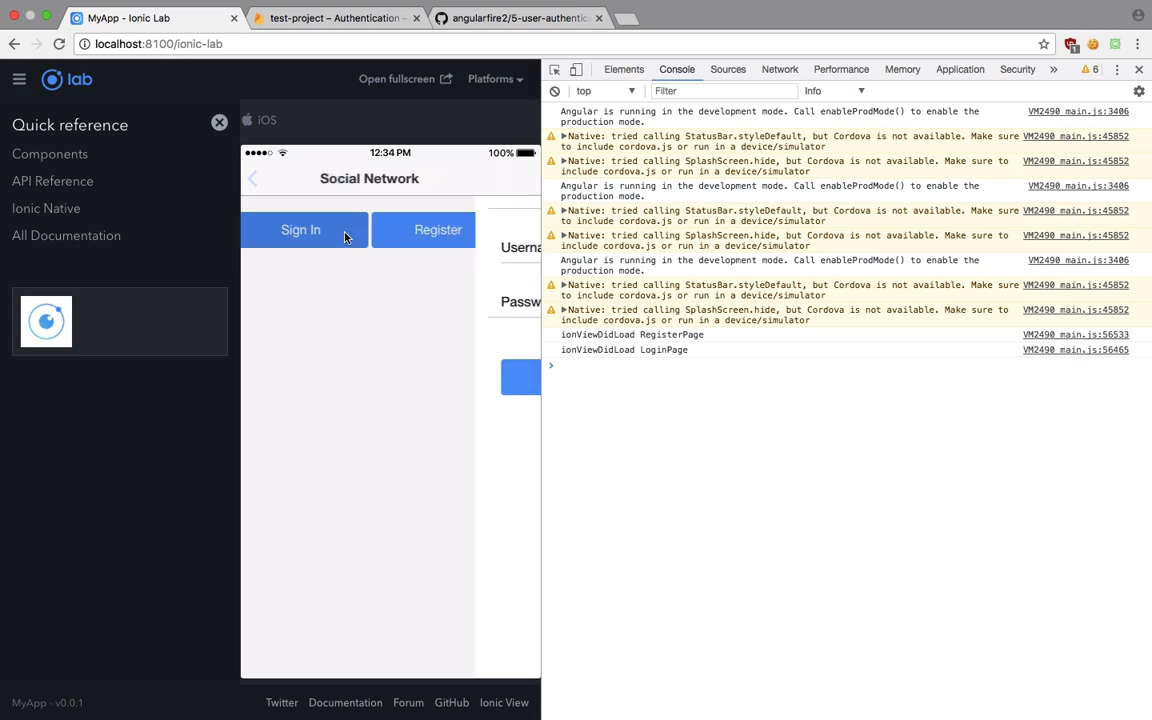 MyApp - Ionic Lab
test-project – Authentication –
angularfire2/5-user-authentic
localhost:8100/ionic-lab
1
lab
Open fullscreen
Platforms
Quick reference
Components
API Reference
Ionic Native
All Documentation
iOS
12:34 PM
100%
Social Network
Sign In
Register
Userna
Passw
MyApp - v0.0.1
Twitter
Documentation
Forum
GitHub
Ionic View
Elements
Console
Sources
Network
Performance
Memory
Application
Security
»
6
top
Filter
Info
Angular is running in the development mode. Call enableProdMode() to enable the VM2490 main.js:3406
production mode.
Native: tried calling StatusBar.styleDefault, but Cordova is not available. Make sure VM2490 main.js:45852
to include cordova.js or run in a device/simulator
Native: tried calling SplashScreen.hide, but Cordova is not available. Make sure to VM2490 main.js:45852
include cordova.js or run in a device/simulator
Angular is running in the development mode. Call enableProdMode() to enable the VM2490 main.js:3406
production mode.
Native: tried calling StatusBar.styleDefault, but Cordova is not available. Make sure VM2490 main.js:45852
to include cordova.js or run in a device/simulator
Native: tried calling SplashScreen.hide, but Cordova is not available. Make sure to VM2490 main.js:45852
include cordova.js or run in a device/simulator
Angular is running in the development mode. Call enableProdMode() to enable the VM2490 main.js:3406
production mode.
Native: tried calling StatusBar.styleDefault, but Cordova is not available. Make sure VM2490 main.js:45852
to include cordova.js or run in a device/simulator
Native: tried calling SplashScreen.hide, but Cordova is not available. Make sure to VM2490 main.js:45852
include cordova.js or run in a device/simulator
ionViewDidLoad RegisterPage VM2490 main.js:56533
ionViewDidLoad LoginPage VM2490 main.js:56465